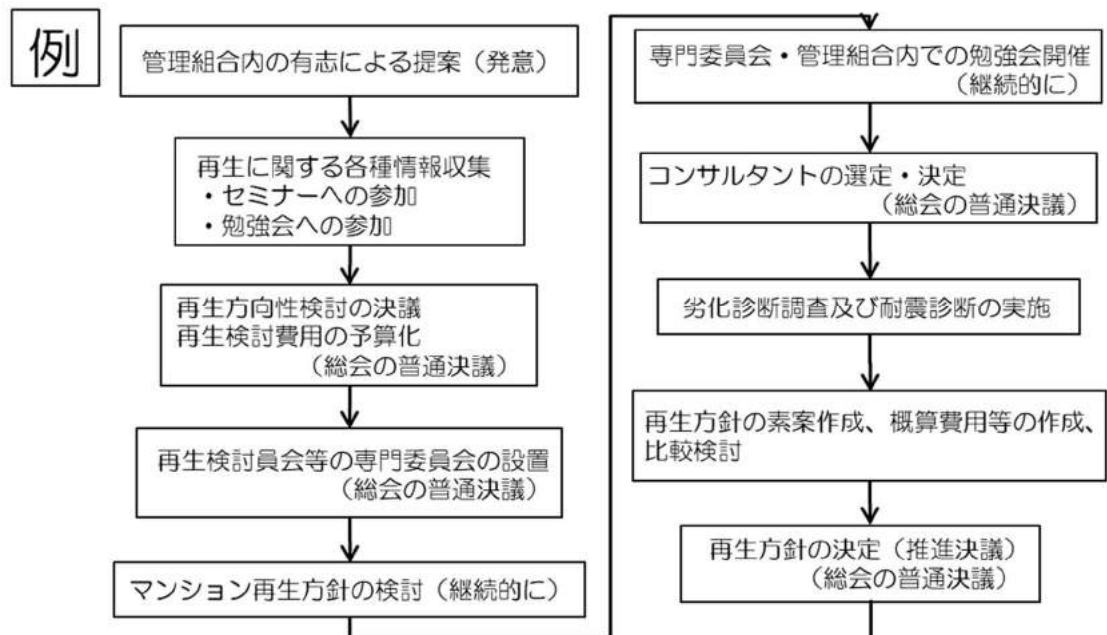 例
管理組合内の有志による提案（発意）
再生に関する各種情報収集
・セミナーへの参加
・勉強会への参加
再生方向性検討の決議
再生検討費用の予算化
（総会の普通決議）
再生検討員会等の専門委員会の設置
（総会の普通決議）
マンション再生方針の検討（継続的に）
専門委員会・管理組合内での勉強会開催
（継続的に）
コンサルタントの選定・決定
（総会の普通決議）
劣化診断調査及び耐震診断の実施
再生方針の素案作成、概算費用等の作成、
比較検討
再生方針の決定（推進決議）
（総会の普通決議）